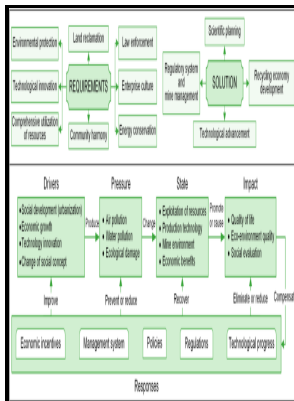 Scientific planning
Land reclamation
Environmental protection
Law enforcement
Regulatory system
and
mine management
Technological innovation
REQUIREMENTS
Enterprise culture
SOLUTION
Recycling economy
development
Comprehensive utilization
of resources
Community harmony
Energy conservation
Technological advancement
Drivers
Pressure
State
Impact
• Social development (urbanization)
• Economic growth
• Technology innovation
• Change of social concept
Produce
• Air pollution
• Water pollution
• Ecological damage
Change
• Exploitation of resources
• Production technology
• Mine environment
• Economic benefits
Promote
or cause
• Quality of life
• Eco-environment quality
• Social evaluation
Improve
Prevent or reduce
Recover
Eliminate or reduce
Economic incentives
Management system
Policies
Regulations
Technological progress
Responses